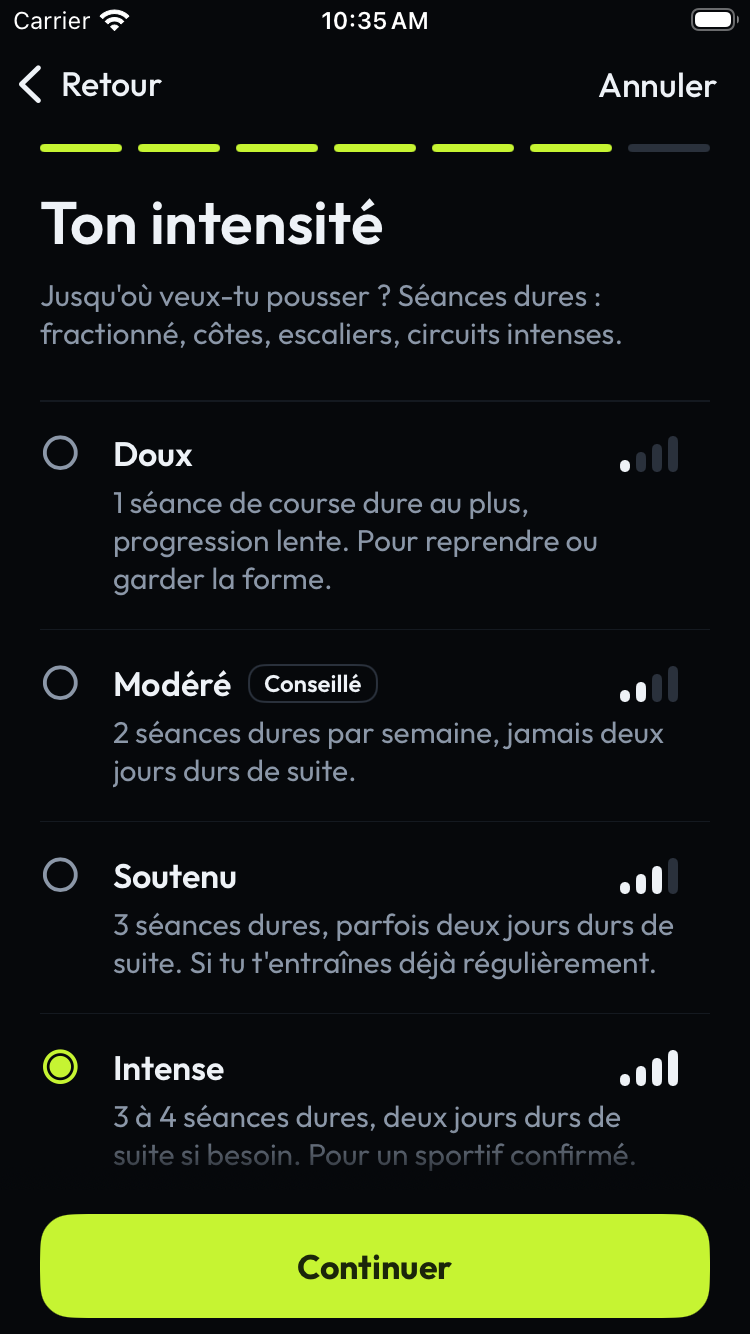 Carrier 10:35 AM
Retour Annuler
Ton intensité
Jusqu'où veux-tu pousser ? Séances dures :
fractionné, côtes, escaliers, circuits intenses.
Doux
1 séance de course dure au plus,
progression lente. Pour reprendre ou
garder la forme.
Modéré Conseillé
2 séances dures par semaine, jamais deux
jours durs de suite.
Soutenu
3 séances dures, parfois deux jours durs de
suite. Si tu t'entraînes déjà régulièrement.
Intense
3 à 4 séances dures, deux jours durs de
suite si besoin. Pour un sportif confirmé.
Continuer